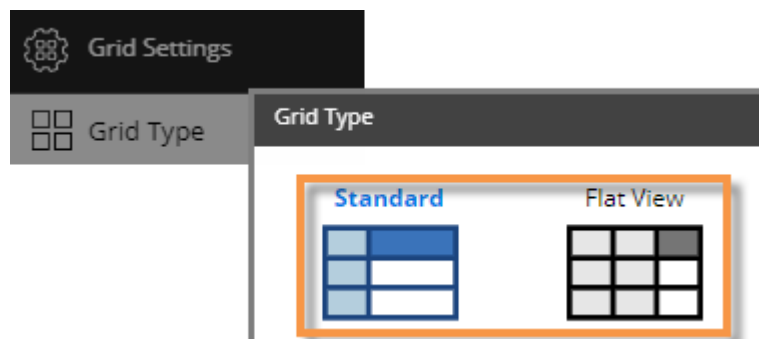 Grid Settings
Grid Type
Grid Type
Standard
Flat View